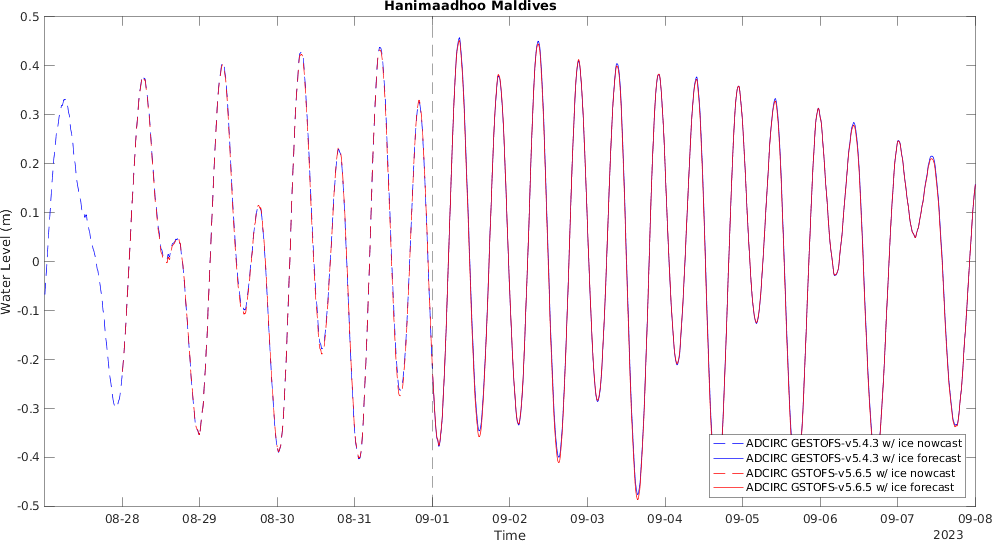 Hanimaadhoo Maldives
0.5
0.4
0.3
0.2
0.1
0
-0.1
-0.2
-0.3
-0.4
-0.5
Water Level (m)
ADCIRC GESTOFS-v5.4.3 w/ ice nowcast
ADCIRC GESTOFS-v5.4.3 w/ ice forecast
ADCIRC GSTOFS-v5.6.5 w/ ice nowcast
ADCIRC GSTOFS-v5.6.5 w/ ice forecast
08-28 08-29 08-30 08-31 09-01 09-02 09-03 09-04 09-05 09-06 09-07 09-08
Time
2023